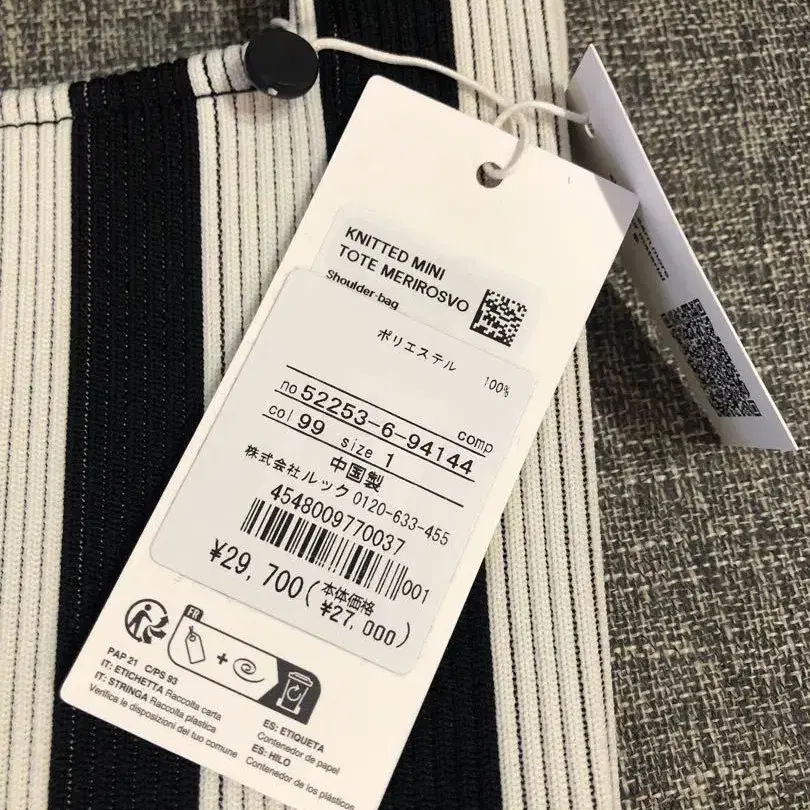 KNITTED MINI
TOTE MERIROSVO
Shoulder-bag
ポリエステル 100%
comp
no 52253-6-94144
col 99 size 1
中国製
株式会社ルック 0120-633-455
4548009770037
001
¥29,700(本体価格
¥27,000)
FR
PAP 21 C/PS 93
IT: ETICHETTA Raccolta carta
IT: STRINGA Raccolta plastica
Verifica le disposizioni del tuo comune
ES: ETIQUETA
Contenedor de papel
ES: HILO
Contenedor de los plásticos